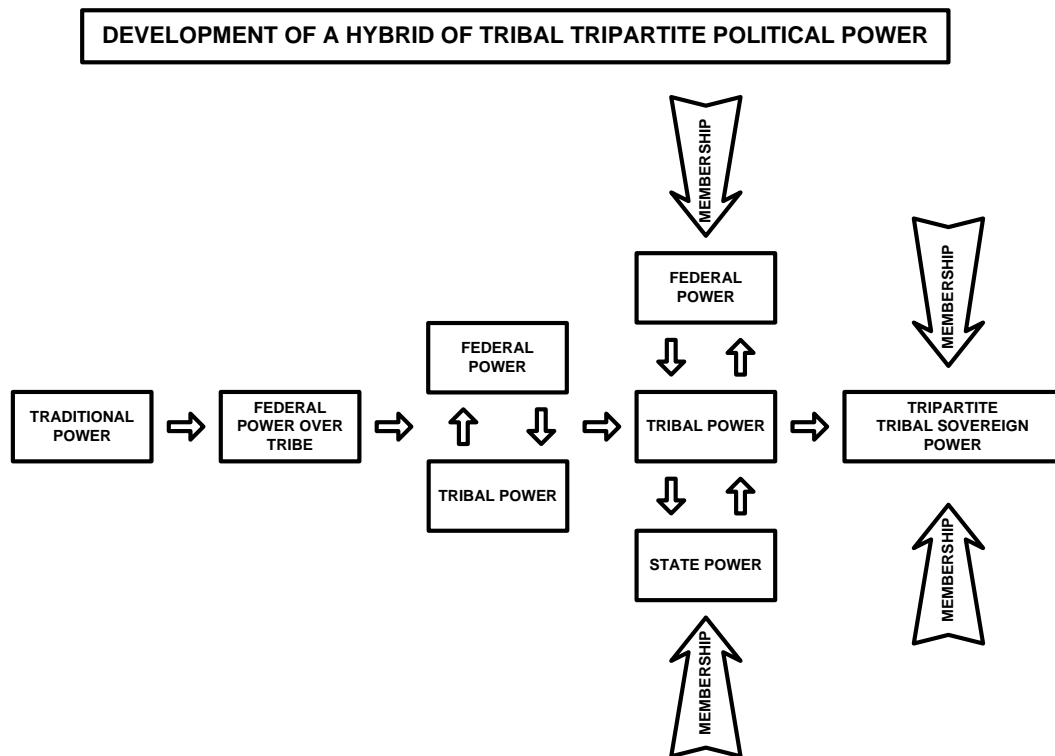 DEVELOPMENT OF A HYBRID OF TRIBAL TRIPARTITE POLITICAL POWER
MEMBERSHIP
MEMBERSHIP
FEDERAL
POWER
FEDERAL
POWER
TRADITIONAL
POWER
FEDERAL
POWER OVER
TRIBE
TRIBAL POWER
TRIPARTITE
TRIBAL SOVEREIGN
POWER
TRIBAL POWER
STATE POWER
MEMBERSHIP
MEMBERSHIP